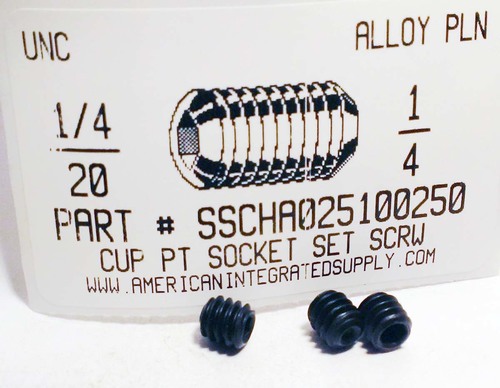 UNC ALLOY PLN
1/4 1
20 4
PART # SSCHA025100250
CUP PT SOCKET SET SCRW
WWW.AMERICANINTEGRATEDSUPPLY.COM